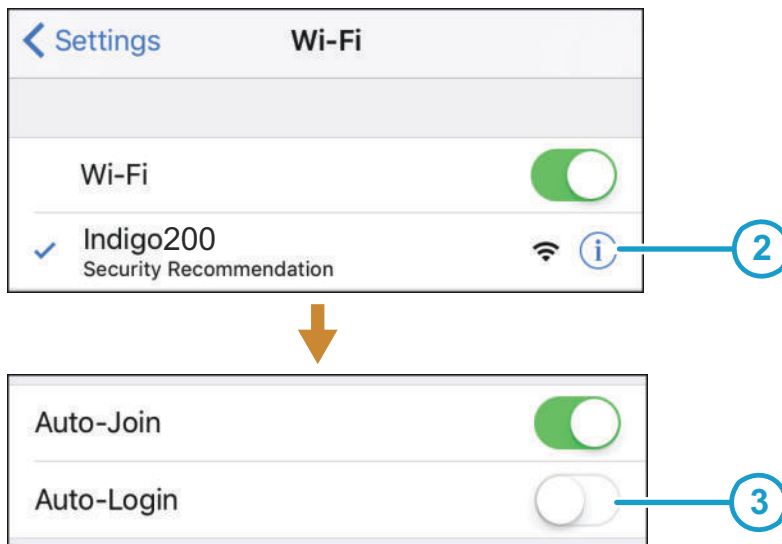 Settings Wi-Fi
Wi-Fi
Indigo200
Security Recommendation
2
Auto-Join
Auto-Login
3